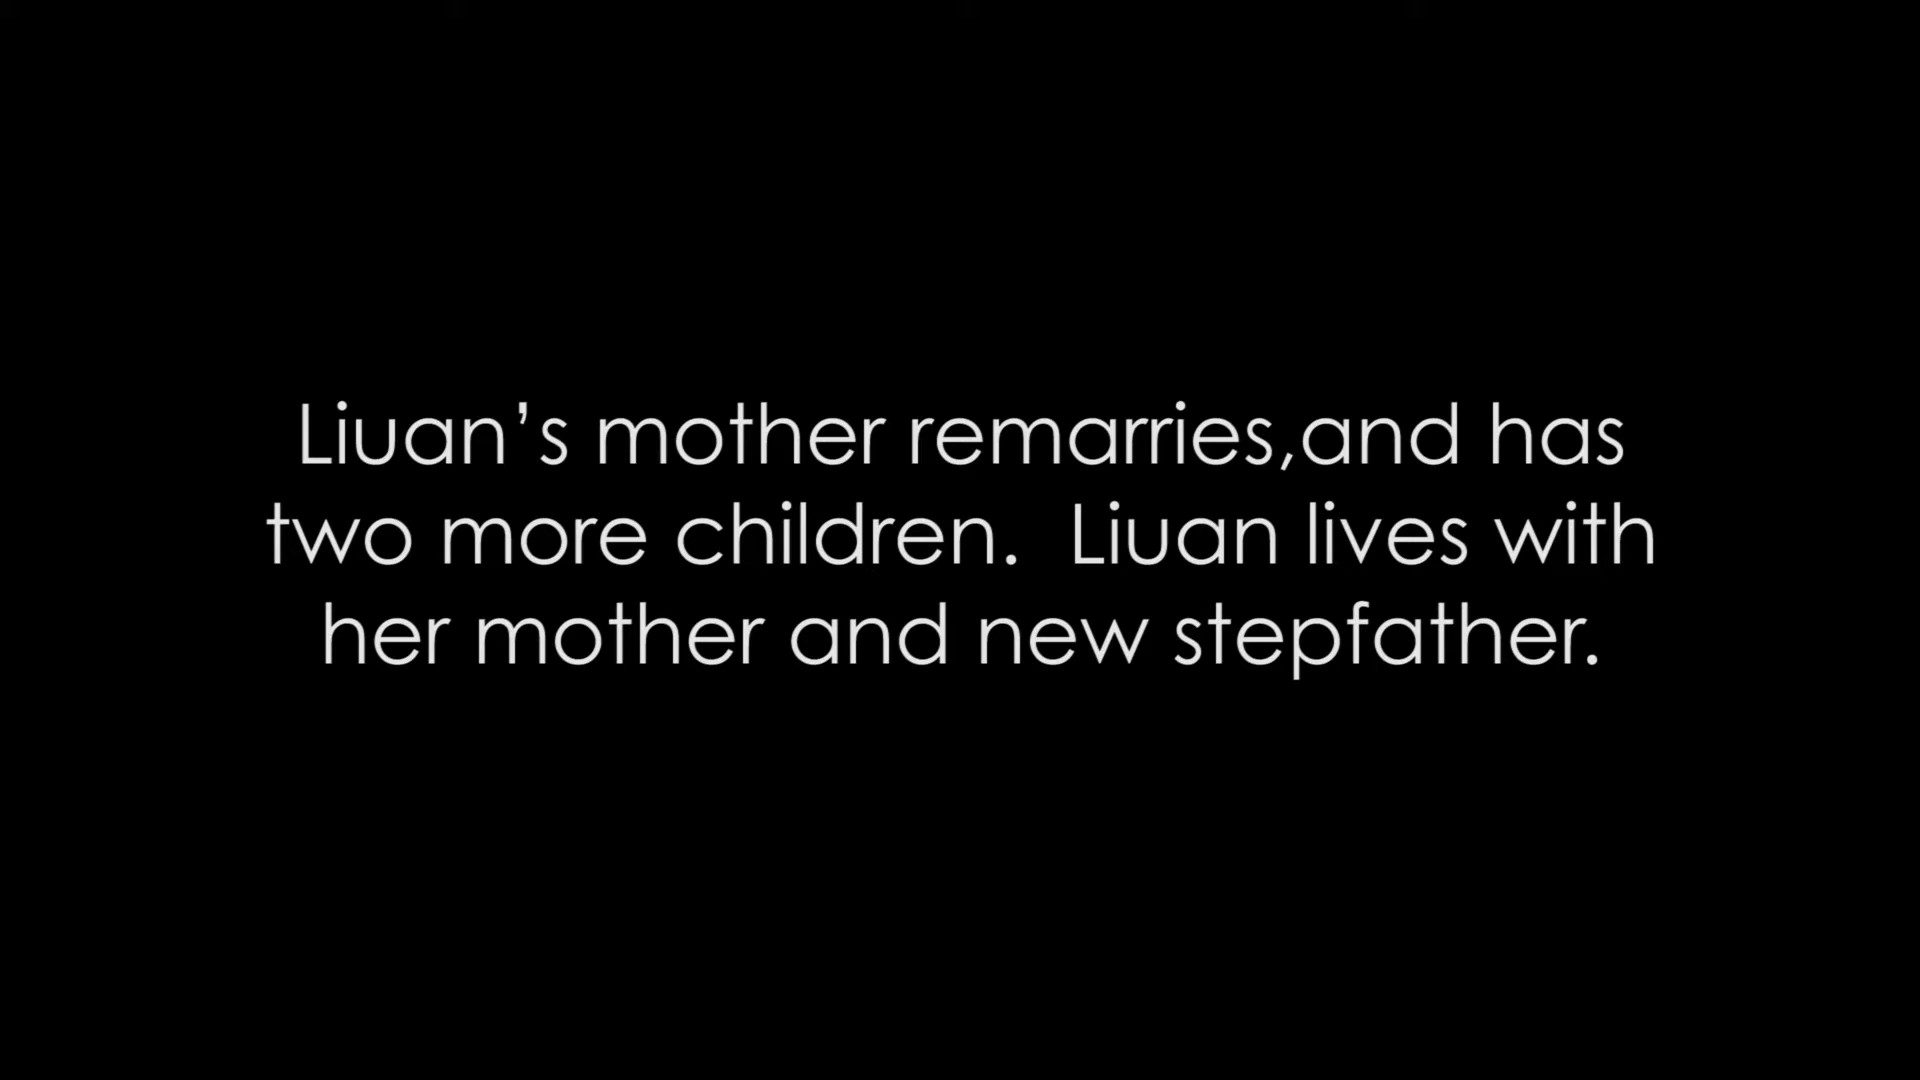 Liuan’s mother remarries,and has
two more children.  Liuan lives with
her mother and new stepfather.